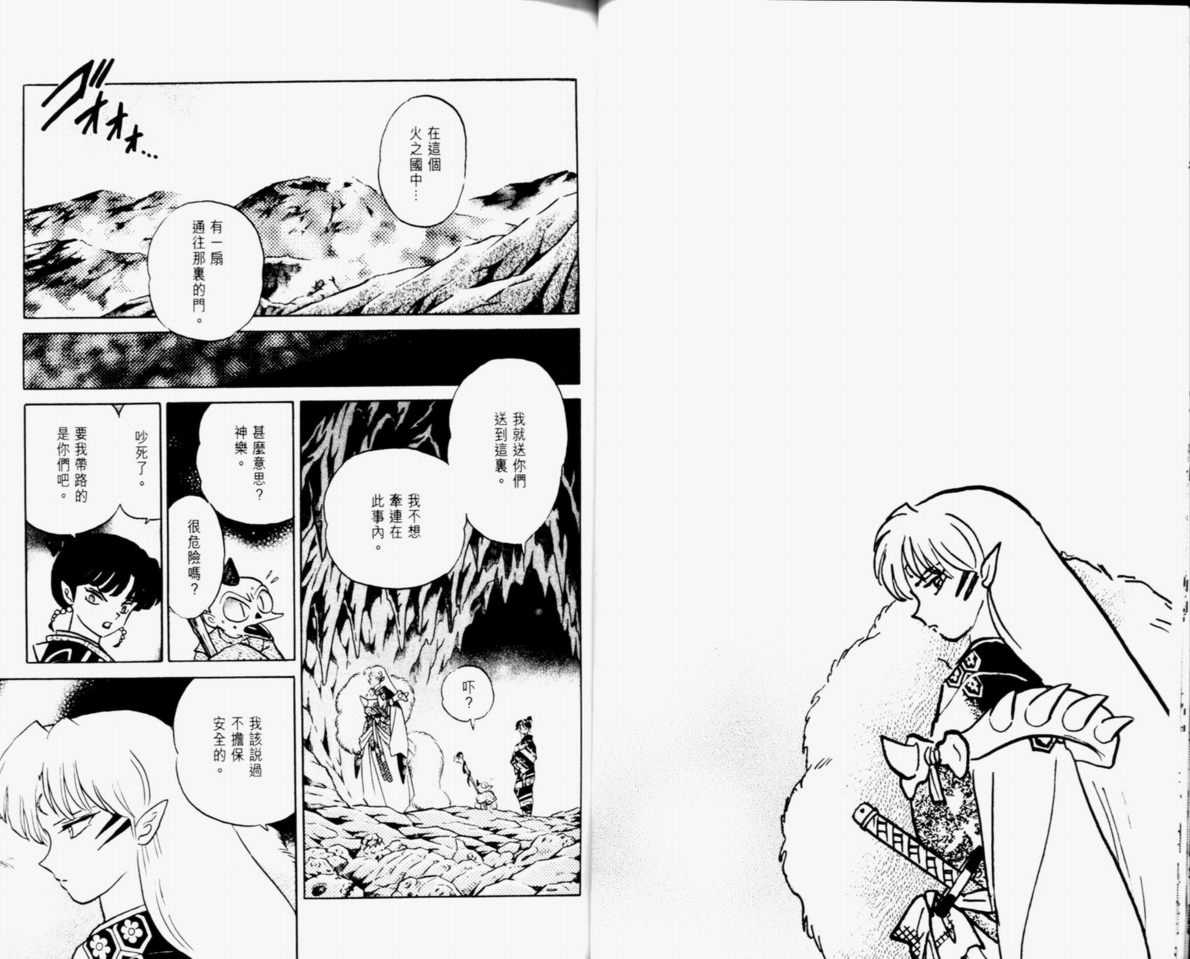 在這個
火之國中…
有一扇
通往那裏的門。
グオオオ…
我就送你們
送到這裏。
我不想
牽連在
此事內。
吓？
甚麼意思？
神樂。
很危險嗎？
吵死了。
要我帶路的
是你們吧。
我該説過
不擔保
安全的。